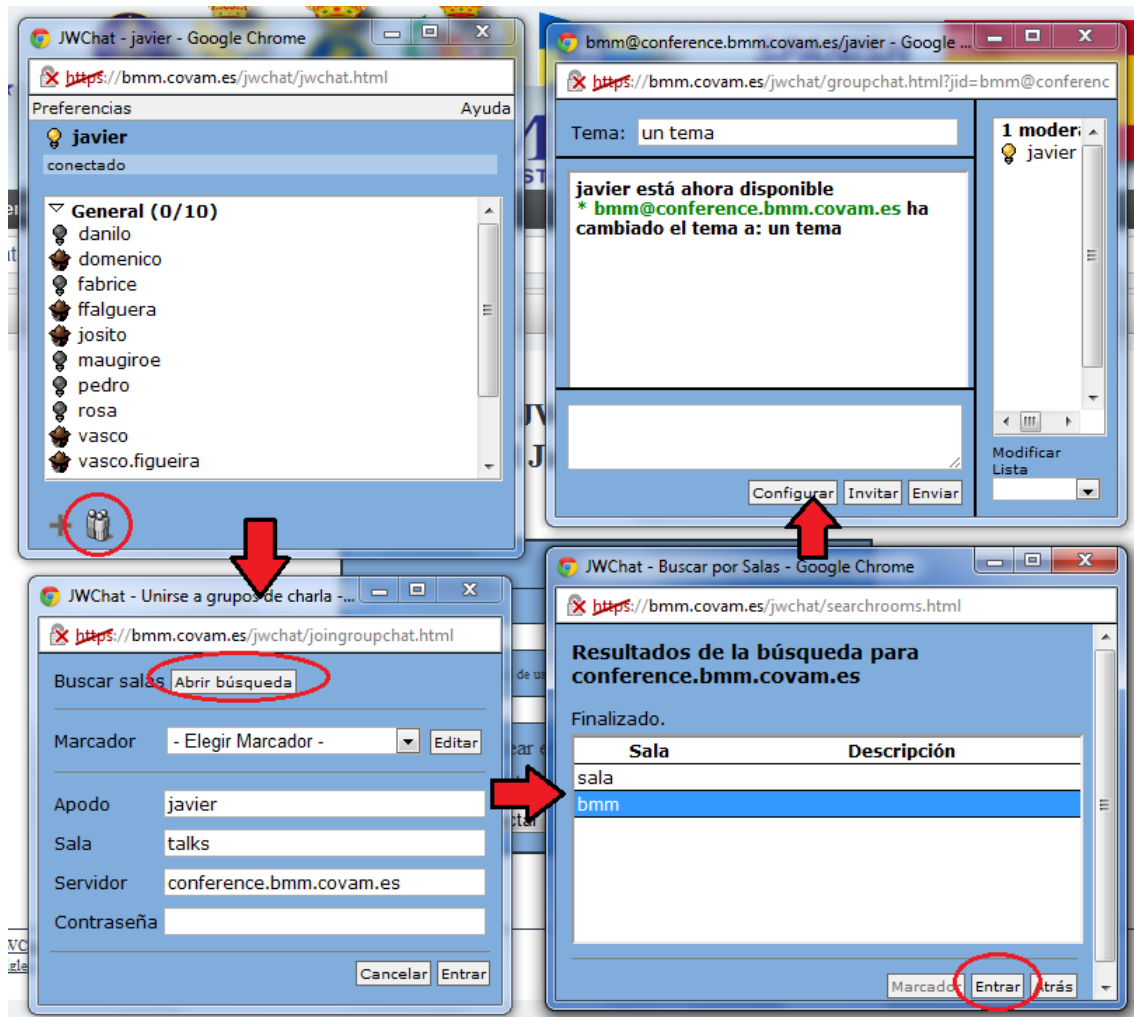 JWChat - javier - Google Chrome
https://bmm.covam.es/jwchat/jwchat.html
Preferencias Ayuda
javier
conectado
General (0/10)
danilo
domenico
fabrice
ffalguera
josito
maugiroe
pedro
rosa
vasco
vasco.figueira
bmm@conference.bmm.covam.es/javier - Google ...
https://bmm.covam.es/jwchat/groupchat.html?jid=bmm@conferenc
Tema: un tema
javier está ahora disponible
* bmm@conference.bmm.covam.es ha
cambiado el tema a: un tema
1 modera
javier
Modificar
Lista
Configurar Invitar Enviar
JWChat - Unirse a grupos de charla -...
https://bmm.covam.es/jwchat/joingroupchat.html
Buscar salas Abrir búsqueda
Marcador - Elegir Marcador - Editar
Apodo javier
Sala talks
Servidor conference.bmm.covam.es
Contraseña
Cancelar Entrar
JWChat - Buscar por Salas - Google Chrome
https://bmm.covam.es/jwchat/searchrooms.html
Resultados de la búsqueda para
conference.bmm.covam.es
Finalizado.
Sala Descripción
sala
bmm
Marcador Entrar Atrás
de us